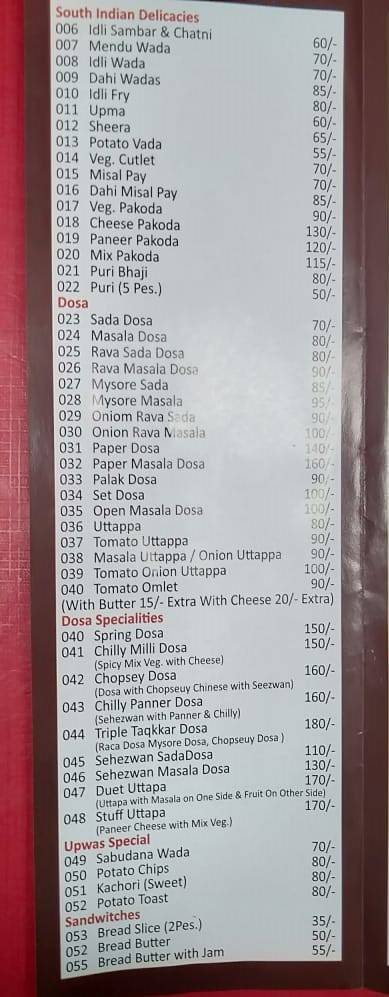 South Indian Delicacies
006 Idli Sambar & Chatni 60/-
007 Mendu Wada 70/-
008 Idli Wada 70/-
009 Dahi Wadas 85/-
010 Idli Fry 80/-
011 Upma 60/-
012 Sheera 65/-
013 Potato Vada 55/-
014 Veg. Cutlet 70/-
015 Misal Pay 70/-
016 Dahi Misal Pay 85/-
017 Veg. Pakoda 90/-
018 Cheese Pakoda 130/-
019 Paneer Pakoda 120/-
020 Mix Pakoda 115/-
021 Puri Bhaji 80/-
022 Puri (5 Pes.) 50/-
Dosa
023 Sada Dosa 70/-
024 Masala Dosa 80/-
025 Rava Sada Dosa 80/-
026 Rava Masala Dosa 90/-
027 Mysore Sada 85/-
028 Mysore Masala 95/-
029 Oniom Rava Sada 90/-
030 Onion Rava Masala 100/-
031 Paper Dosa 140/-
032 Paper Masala Dosa 160/-
033 Palak Dosa 90/-
034 Set Dosa 100/-
035 Open Masala Dosa 100/-
036 Uttappa 80/-
037 Tomato Uttappa 90/-
038 Masala Uttappa / Onion Uttappa 90/-
039 Tomato Onion Uttappa 100/-
040 Tomato Omlet 90/-
(With Butter 15/- Extra With Cheese 20/- Extra)
Dosa Specialities
040 Spring Dosa 150/-
041 Chilly Milli Dosa 150/-
(Spicy Mix Veg. with Cheese)
042 Chopsey Dosa 160/-
(Dosa with Chopseuy Chinese with Seezwan)
043 Chilly Panner Dosa 160/-
(Sehezwan with Panner & Chilly)
044 Triple Taqkkar Dosa 180/-
(Raca Dosa Mysore Dosa, Chopseuy Dosa )
045 Sehezwan SadaDosa 110/-
046 Sehezwan Masala Dosa 130/-
047 Duet Uttapa 170/-
(Uttapa with Masala on One Side & Fruit On Other Side)
048 Stuff Uttapa 170/-
(Paneer Cheese with Mix Veg.)
Upwas Special
049 Sabudana Wada 70/-
050 Potato Chips 80/-
051 Kachori (Sweet) 80/-
052 Potato Toast 80/-
Sandwitches
053 Bread Slice (2Pes.) 35/-
052 Bread Butter 50/-
055 Bread Butter with Jam 55/-